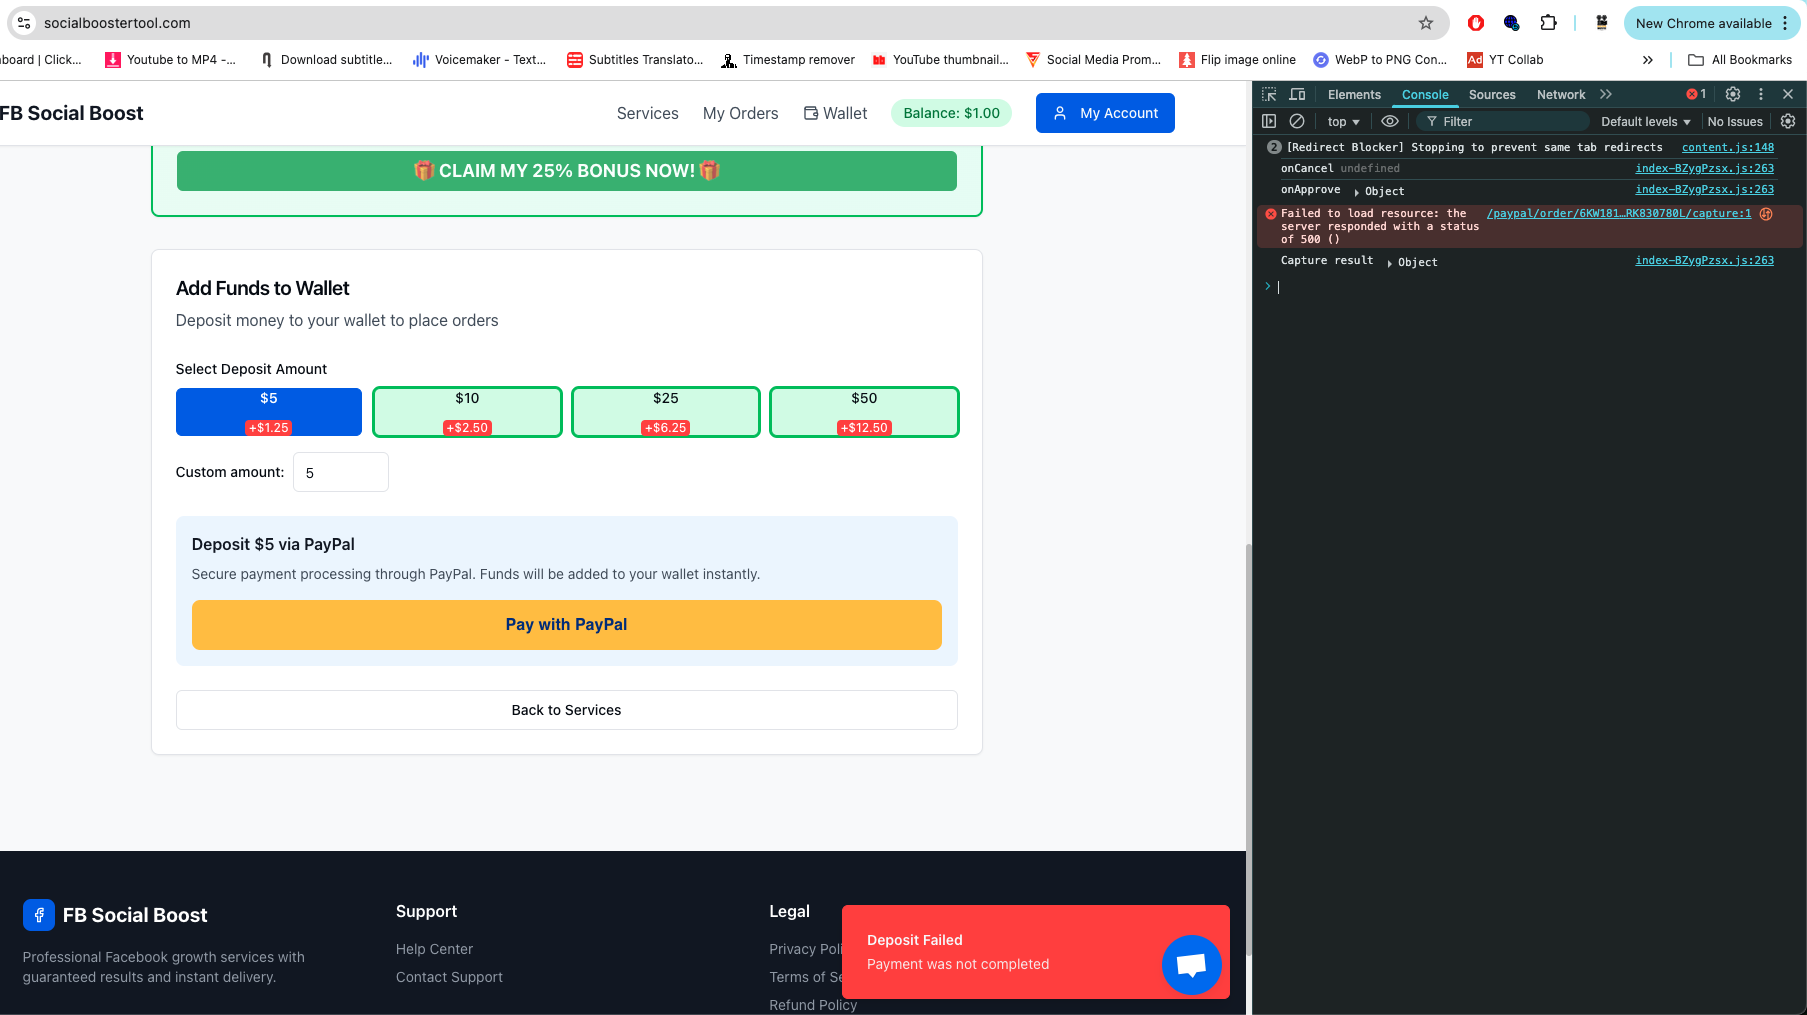 socialboostertool.com
New Chrome available
board | Click...
Youtube to MP4 -...
Download subtitle...
Voicemaker - Text...
Subtitles Translato...
Timestamp remover
YouTube thumbnail...
Social Media Prom...
Flip image online
WebP to PNG Con...
Ad YT Collab
All Bookmarks
FB Social Boost
Services
My Orders
Wallet
Balance: $1.00
My Account
CLAIM MY 25% BONUS NOW!
Add Funds to Wallet
Deposit money to your wallet to place orders
Select Deposit Amount
$5
+$1.25
$10
+$2.50
$25
+$6.25
$50
+$12.50
Custom amount: 5
Deposit $5 via PayPal
Secure payment processing through PayPal. Funds will be added to your wallet instantly.
Pay with PayPal
Back to Services
FB Social Boost
Professional Facebook growth services with
guaranteed results and instant delivery.
Support
Help Center
Contact Support
Legal
Privacy Poli
Terms of Se
Refund Policy
Deposit Failed
Payment was not completed
Elements
Console
Sources
Network
1
top
Filter
Default levels
No Issues
2 [Redirect Blocker] Stopping to prevent same tab redirects content.js:148
onCancel undefined index-BZygPzsx.js:263
onApprove Object index-BZygPzsx.js:263
Failed to load resource: the /paypal/order/6KW181…RK830780L/capture:1
server responded with a status
of 500 ()
Capture result Object index-BZygPzsx.js:263